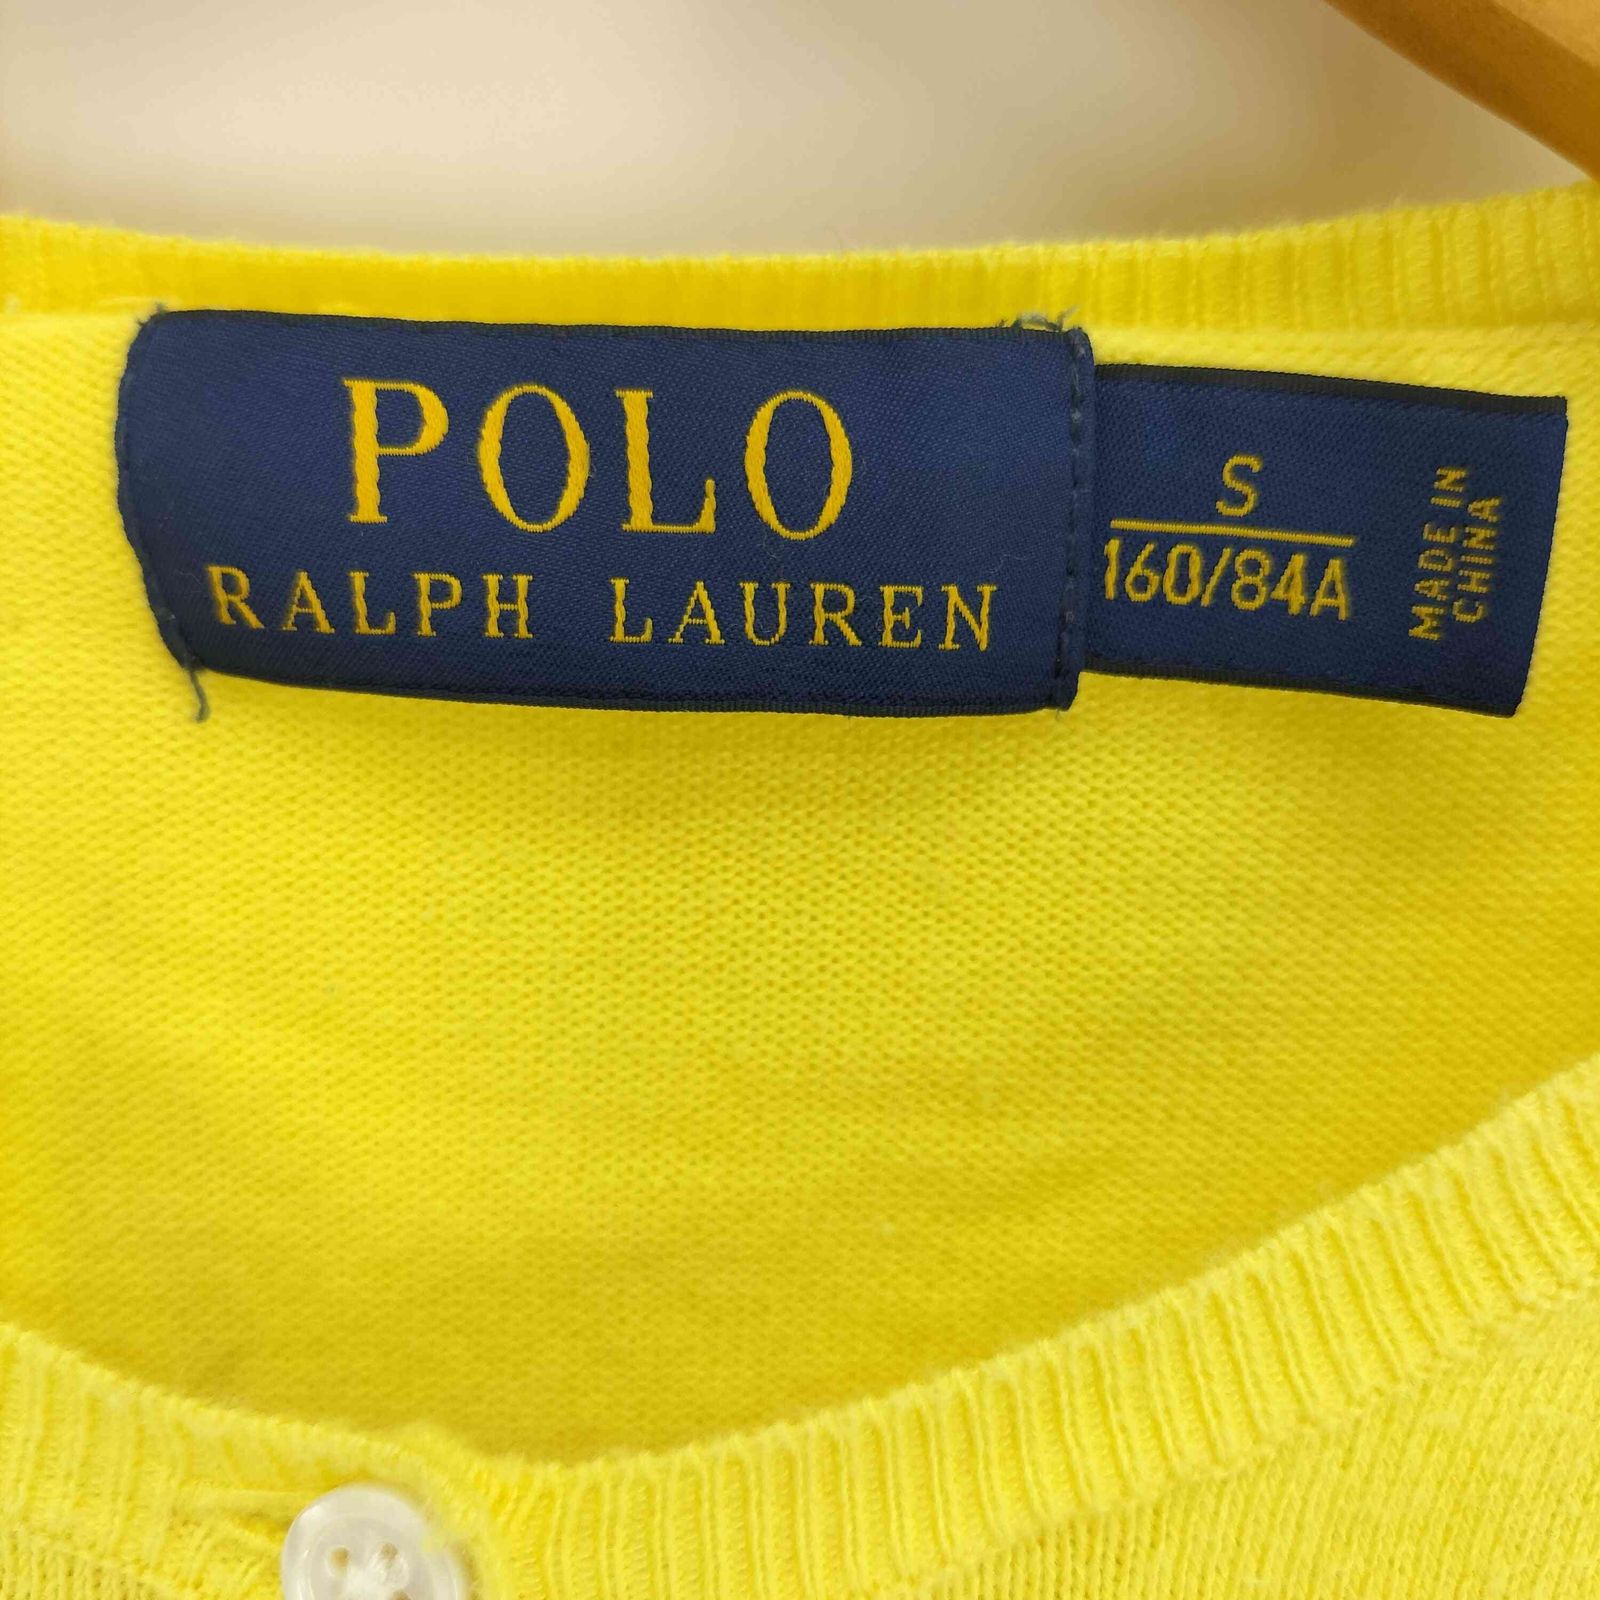 POLO
RALPH LAUREN
S
160/84A
MADE IN
CHINA